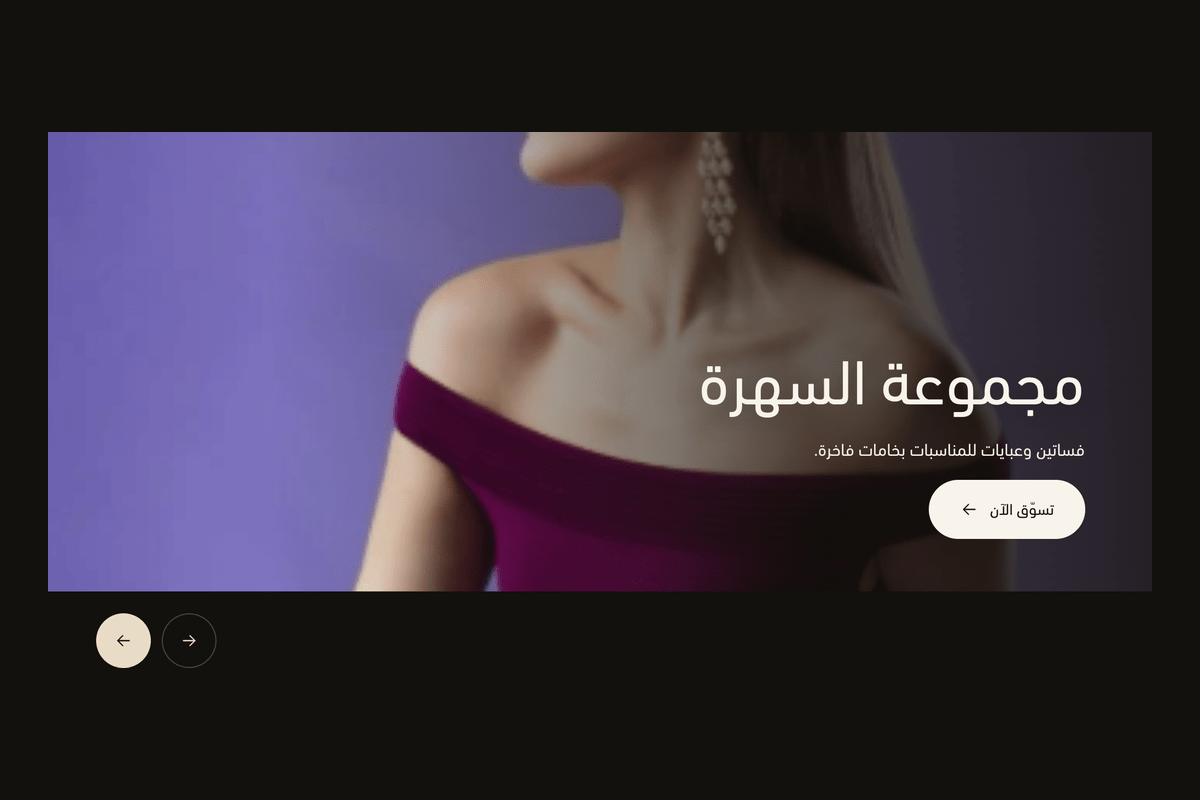 مجموعة السهرة
فساتين وعبايات للمناسبات بخامات فاخرة.
تسوّق الآن